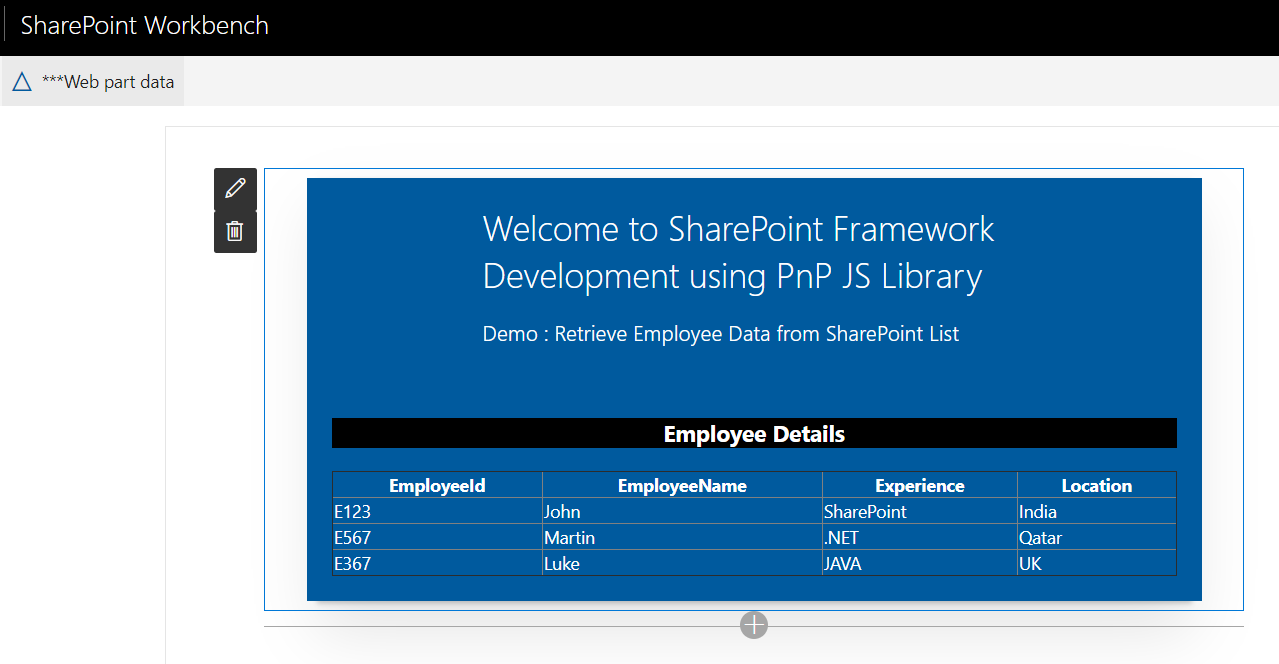 SharePoint Workbench
***Web part data
Welcome to SharePoint Framework
Development using PnP JS Library
Demo : Retrieve Employee Data from SharePoint List
Employee Details
EmployeeId EmployeeName Experience Location
E123 John SharePoint India
E567 Martin .NET Qatar
E367 Luke JAVA UK